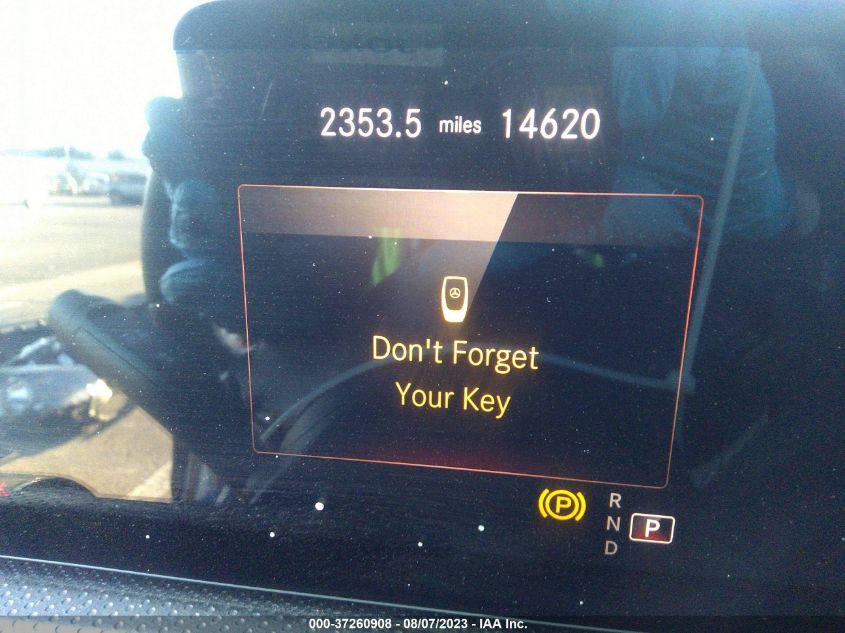 2353.5 miles 14620
Don't Forget
Your Key
P R
N P
D
000-37260908 - 08/07/2023 - IAA Inc.